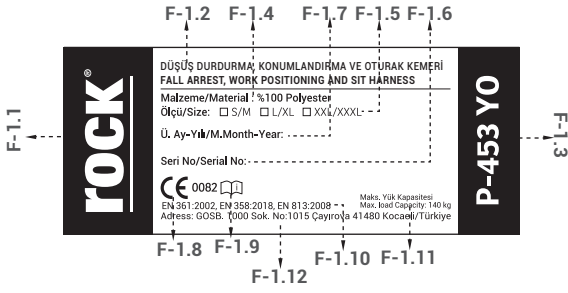 F-1.2 F-1.4 F-1.7 F-1.5 F-1.6
F-1.1
rocK®
DÜŞÜŞ DURDURMA, KONUMLANDIRMA VE OTURAK KEMERİ
FALL ARREST, WORK POSITIONING AND SIT HARNESS
Malzeme/Material : %100 Polyester
Ölçü/Size: S/M L/XL XXL/XXXL
Ü. Ay-Yılı/M.Month-Year:
Seri No/Serial No:
CE 0082
Maks. Yük Kapasitesi
Max. load Capacity: 140 kg
EN 361:2002, EN 358:2018, EN 813:2008
Adress: GOSB. 1000 Sok. No:1015 Çayırova 41480 Kocaeli/Türkiye
P-453 YO
F-1.3
F-1.8 F-1.9 F-1.10 F-1.11
F-1.12